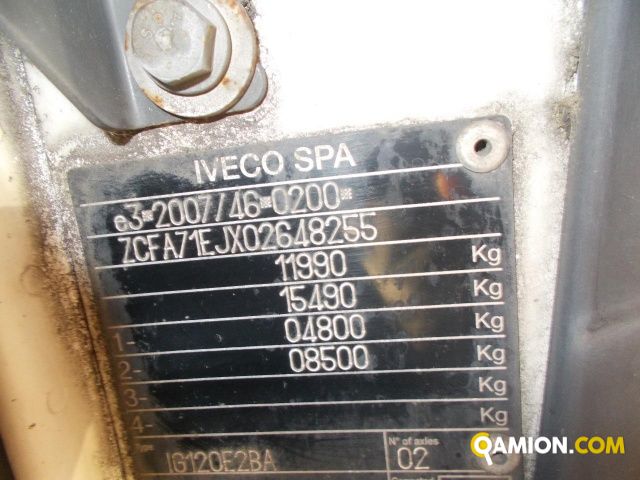 IVECO SPA
e3*2007/46*0200*
ZCFA71EJX02648255
11990 Kg
15490 Kg
1- 04800 Kg
2- 08500 Kg
3- Kg
4- Kg
Type IG120E2BA N° of axles 02
QAMION.COM